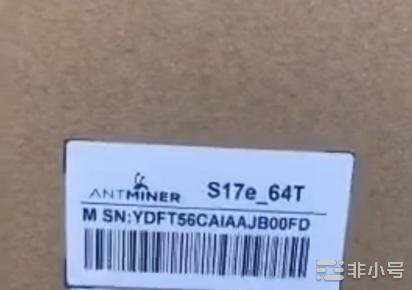 ANTMINER S17e_64T
M SN:YDFT56CAIAAJB00FD
非小号